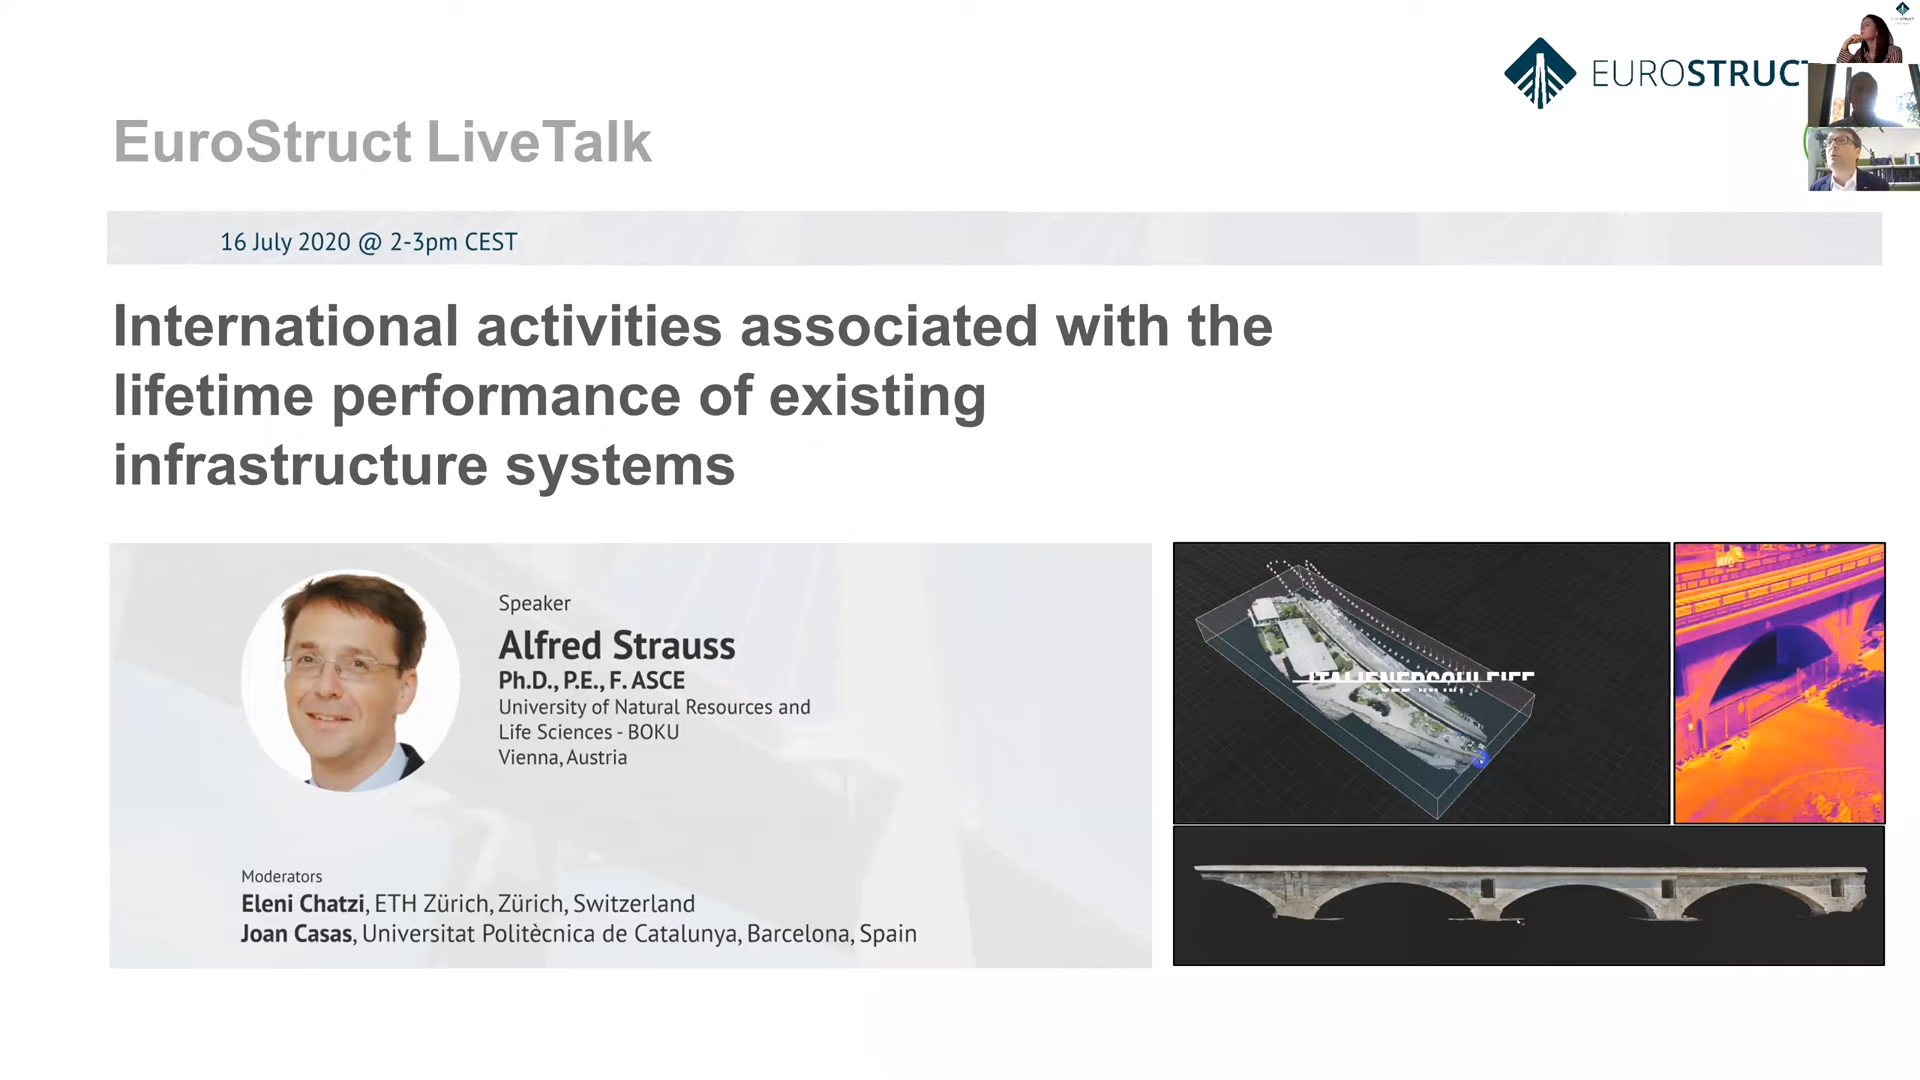 EUROSTRUCT
EuroStruct LiveTalk
16 July 2020 @ 2-3pm CEST
International activities associated with the
lifetime performance of existing
infrastructure systems
Speaker
Alfred Strauss
Ph.D., P.E., F. ASCE
University of Natural Resources and
Life Sciences - BOKU
Vienna, Austria
Moderators
Eleni Chatzi, ETH Zürich, Zürich, Switzerland
Joan Casas, Universitat Politècnica de Catalunya, Barcelona, Spain
ITALIENERSCHLEIFE